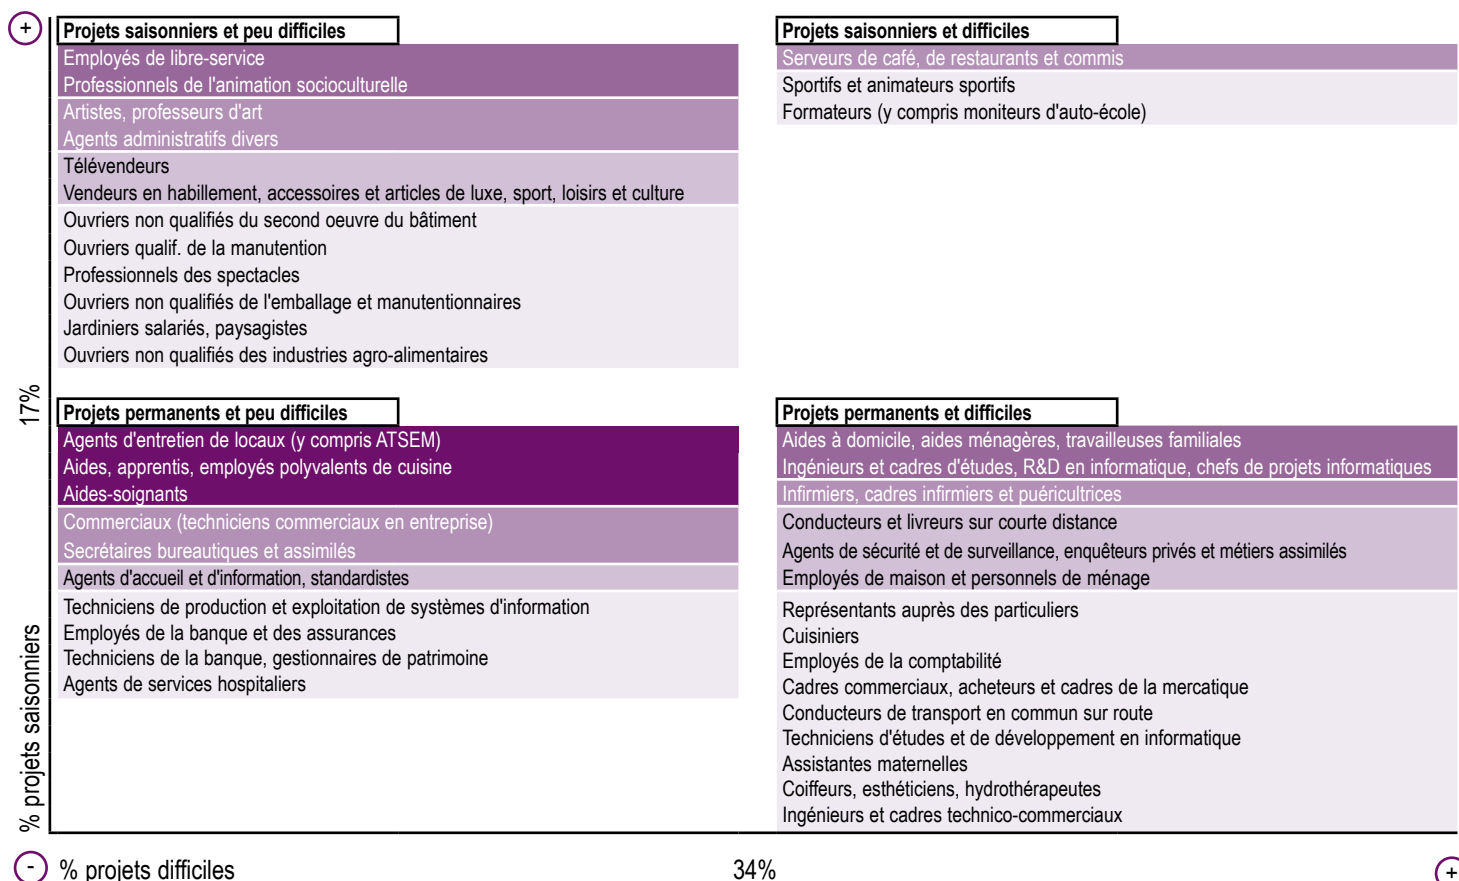 +
Projets saisonniers et peu difficiles
Employés de libre-service
Professionnels de l'animation socioculturelle
Artistes, professeurs d'art
Agents administratifs divers
Télévendeurs
Vendeurs en habillement, accessoires et articles de luxe, sport, loisirs et culture
Ouvriers non qualifiés du second oeuvre du bâtiment
Ouvriers qualif. de la manutention
Professionnels des spectacles
Ouvriers non qualifiés de l'emballage et manutentionnaires
Jardiniers salariés, paysagistes
Ouvriers non qualifiés des industries agro-alimentaires
Projets saisonniers et difficiles
Serveurs de café, de restaurants et commis
Sportifs et animateurs sportifs
Formateurs (y compris moniteurs d'auto-école)
17%
Projets permanents et peu difficiles
Agents d'entretien de locaux (y compris ATSEM)
Aides, apprentis, employés polyvalents de cuisine
Aides-soignants
Commerciaux (techniciens commerciaux en entreprise)
Secrétaires bureautiques et assimilés
Agents d'accueil et d'information, standardistes
Techniciens de production et exploitation de systèmes d'information
Employés de la banque et des assurances
Techniciens de la banque, gestionnaires de patrimoine
Agents de services hospitaliers
Projets permanents et difficiles
Aides à domicile, aides ménagères, travailleuses familiales
Ingénieurs et cadres d'études, R&D en informatique, chefs de projets informatiques
Infirmiers, cadres infirmiers et puéricultrices
Conducteurs et livreurs sur courte distance
Agents de sécurité et de surveillance, enquêteurs privés et métiers assimilés
Employés de maison et personnels de ménage
Représentants auprès des particuliers
Cuisiniers
Employés de la comptabilité
Cadres commerciaux, acheteurs et cadres de la mercatique
Conducteurs de transport en commun sur route
Techniciens d'études et de développement en informatique
Assistantes maternelles
Coiffeurs, esthéticiens, hydrothérapeutes
Ingénieurs et cadres technico-commerciaux
% projets saisonniers
-
% projets difficiles
34%
+